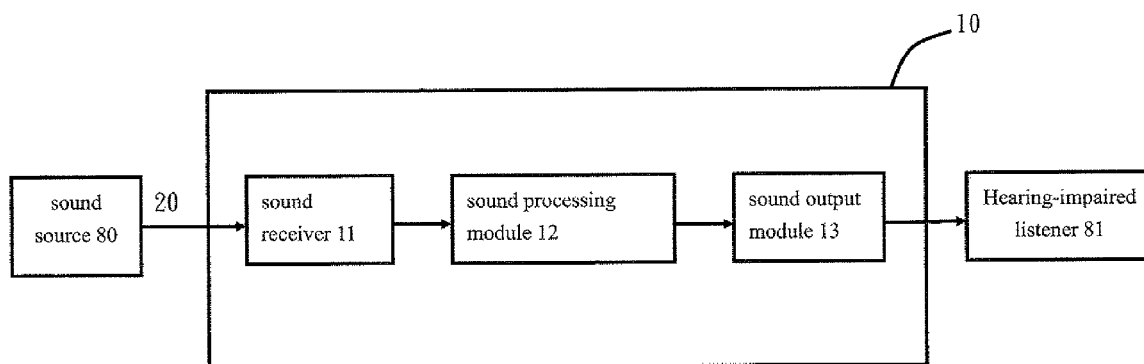 10
sound
source 80
20
sound
receiver 11
sound processing
module 12
sound output
module 13
Hearing-impaired
listener 81